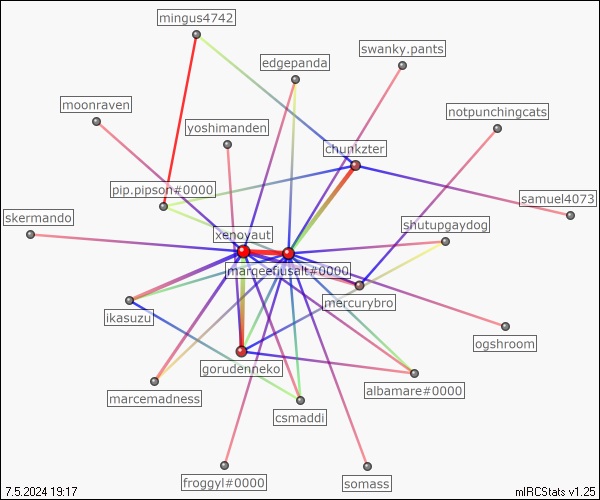 mingus4742
swanky.pants
edgepanda
moonraven
notpunchingcats
yoshimanden
chunkzter
pip.pipson#0000
samuel4073
skermando
shutupgaydog
xenoyaut
marqeefusalt#0000
mercurybro
ikasuzu
ogshroom
gorudenneko
albamare#0000
marcemadness
csmaddi
froggyl#0000
somass
7.5.2024 19:17
mIRCStats v1.25